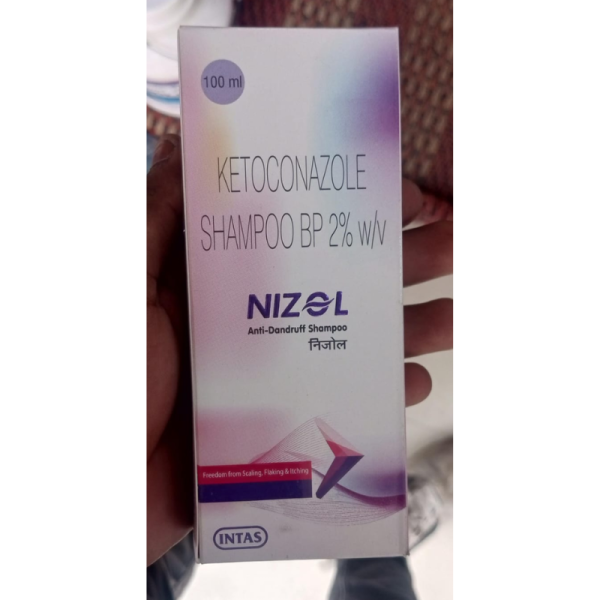 100 ml
KETOCONAZOLE
SHAMPOO BP 2% w/v
NIZOL
Anti-Dandruff Shampoo
निजोल
Freedom from Scaling, Flaking & Itching
INTAS